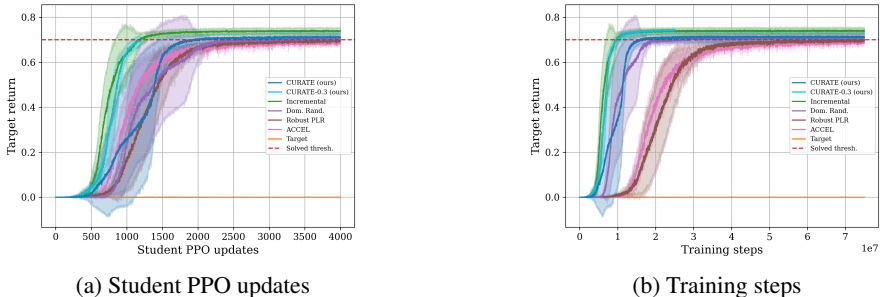 0.8
0.6
0.4
0.2
0.0
Target return
CURATE (ours)
CURATE-0.3 (ours)
Incremental
Dom. Rand.
Robust PLR
ACCEL
Target
Solved thresh.
0 500 1000 1500 2000 2500 3000 3500 4000
Student PPO updates
(a) Student PPO updates
0.8
0.6
0.4
0.2
0.0
Target return
CURATE (ours)
CURATE-0.3 (ours)
Incremental
Dom. Rand.
Robust PLR
ACCEL
Target
Solved thresh.
0 1 2 3 4 5 6 7
1e7
Training steps
(b) Training steps